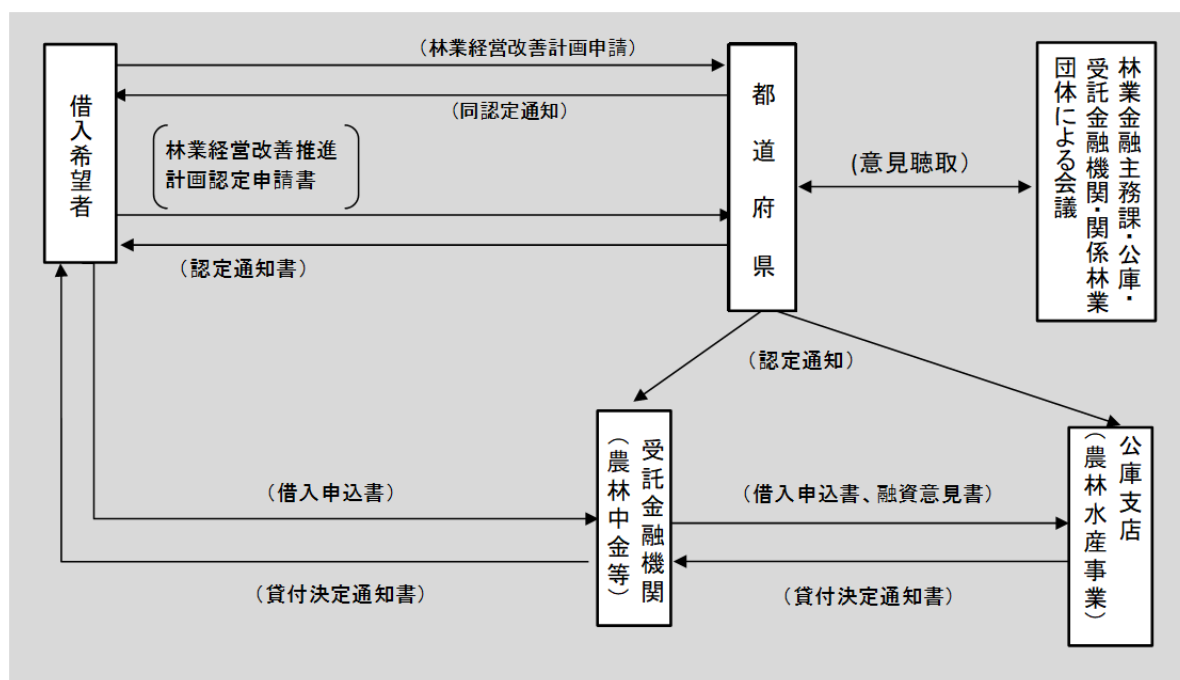 (林業経営改善計画申請)
(同認定通知)
借入希望者
林業経営改善推進
計画認定申請書
(認定通知書)
都道府県
(意見聴取)
林業金融主務課・公庫・
受託金融機関・関係林業
団体による会議
(認定通知)
(借入申込書)
受託金融機関
(農林中金等)
(借入申込書、融資意見書)
公庫支店
(農林水産事業)
(貸付決定通知書)
(貸付決定通知書)